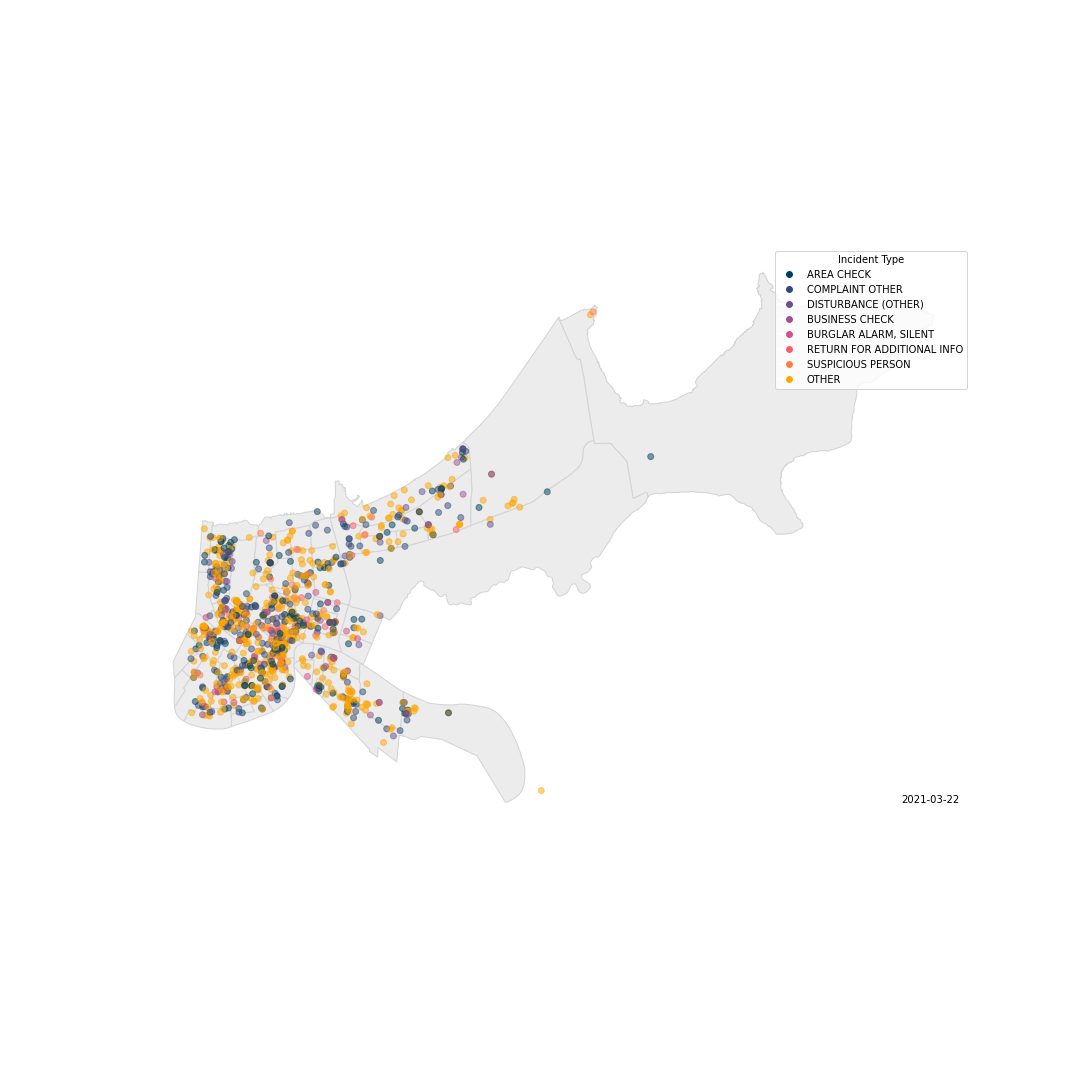 Incident Type
AREA CHECK
COMPLAINT OTHER
DISTURBANCE (OTHER)
BUSINESS CHECK
BURGLAR ALARM, SILENT
RETURN FOR ADDITIONAL INFO
SUSPICIOUS PERSON
OTHER
2021-03-22